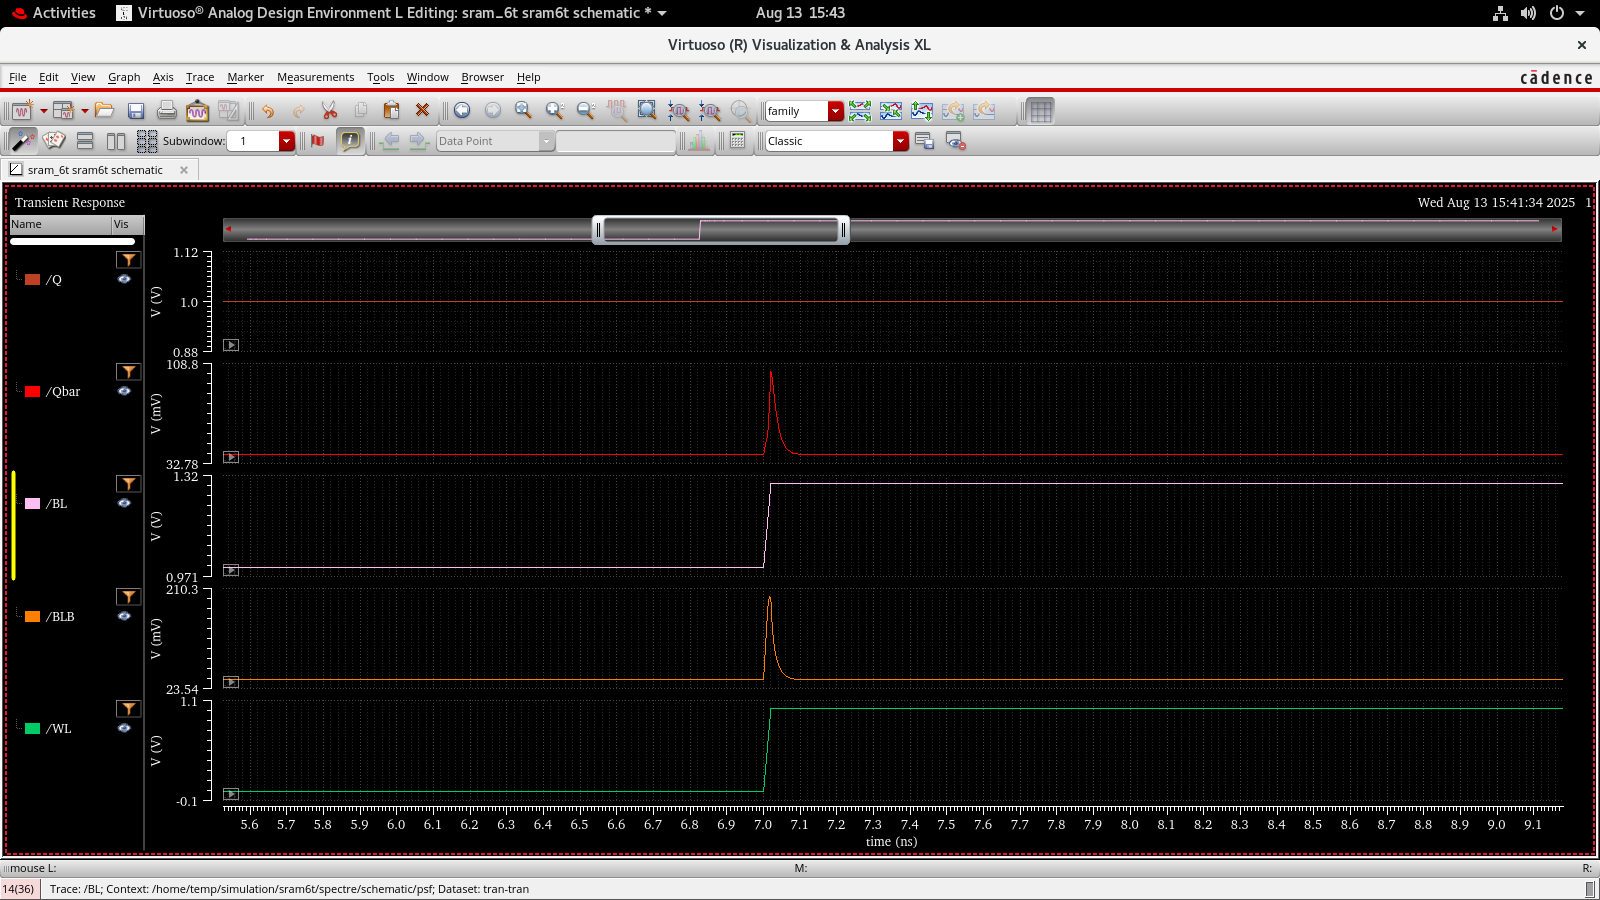 Activities Virtuoso® Analog Design Environment L Editing: sram_6t sram6t schematic * Aug 13 15:43
Virtuoso (R) Visualization & Analysis XL
File Edit View Graph Axis Trace Marker Measurements Tools Window Browser Help cādence
family
Subwindow: 1 Data Point Classic
sram_6t sram6t schematic
Transient Response Wed Aug 13 15:41:34 2025 1
Name Vis
/Q
1.12
1.0
0.88
V (V)
/Qbar
108.8
32.78
V (mV)
/BL
1.32
0.971
V (V)
/BLB
210.3
23.54
V (mV)
/WL
1.1
-0.1
V (V)
5.6 5.7 5.8 5.9 6.0 6.1 6.2 6.3 6.4 6.5 6.6 6.7 6.8 6.9 7.0 7.1 7.2 7.3 7.4 7.5 7.6 7.7 7.8 7.9 8.0 8.1 8.2 8.3 8.4 8.5 8.6 8.7 8.8 8.9 9.0 9.1
time (ns)
mouse L: M: R:
14(36) Trace: /BL; Context: /home/temp/simulation/sram6t/spectre/schematic/psf; Dataset: tran-tran